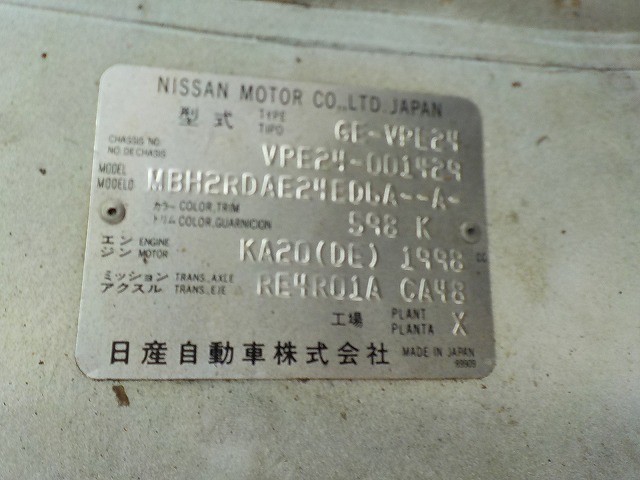 NISSAN MOTOR CO.,LTD. JAPAN
型式 TYPE TIPO GE-VPE24
CHASSIS NO. NO. DE CHASIS VPE24-001429
MODEL MODELO MBH2RDAE24EQ6A--A-
カラー COLOR, TRIM
トリム COLOR, GUARNICION 598 K
エン ENGINE
ジン MOTOR KA20(DE) 1998 CC
ミッション TRANS., AXLE
アクスル TRANS., EJE RE4R01A CA48
工場 PLANT PLANTA X
日産自動車株式会社 MADE IN JAPAN